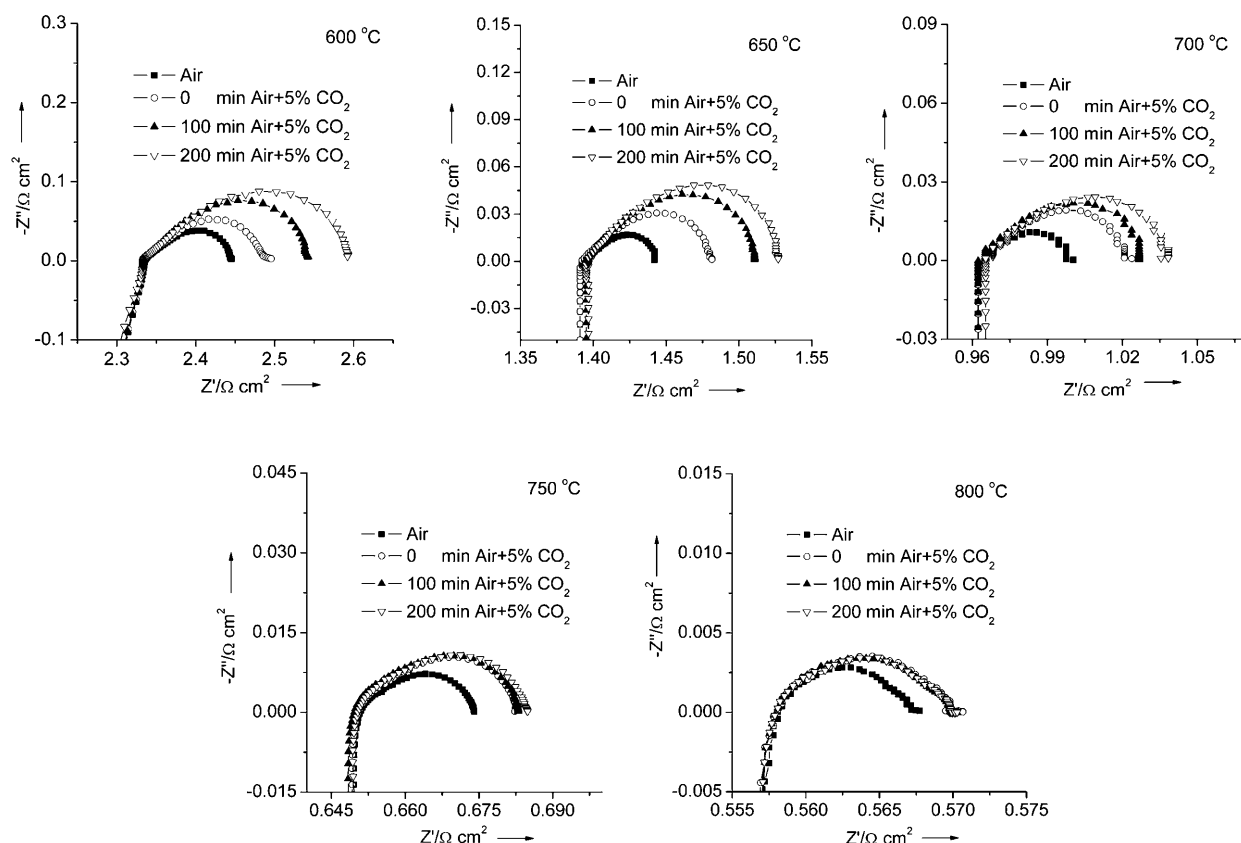 600 °C
Air
0 min Air+5% CO₂
100 min Air+5% CO₂
200 min Air+5% CO₂
0.3
0.2
0.1
0.0
-0.1
-Z''/Ω cm²
2.3 2.4 2.5 2.6
Z'/Ω cm²
650 °C
Air
0 min Air+5% CO₂
100 min Air+5% CO₂
200 min Air+5% CO₂
0.15
0.12
0.09
0.06
0.03
0.00
-0.03
-Z''/Ω cm²
1.35 1.40 1.45 1.50 1.55
Z'/Ω cm²
700 °C
Air
0 min Air+5% CO₂
100 min Air+5% CO₂
200 min Air+5% CO₂
0.09
0.06
0.03
0.00
-0.03
-Z''/Ω cm²
0.96 0.99 1.02 1.05
Z'/Ω cm²
750 °C
Air
0 min Air+5% CO₂
100 min Air+5% CO₂
200 min Air+5% CO₂
0.045
0.030
0.015
0.000
-0.015
-Z''/Ω cm²
0.645 0.660 0.675 0.690
Z'/Ω cm²
800 °C
Air
0 min Air+5% CO₂
100 min Air+5% CO₂
200 min Air+5% CO₂
0.015
0.010
0.005
0.000
-0.005
-Z''/Ω cm²
0.555 0.560 0.565 0.570 0.575
Z'/Ω cm²